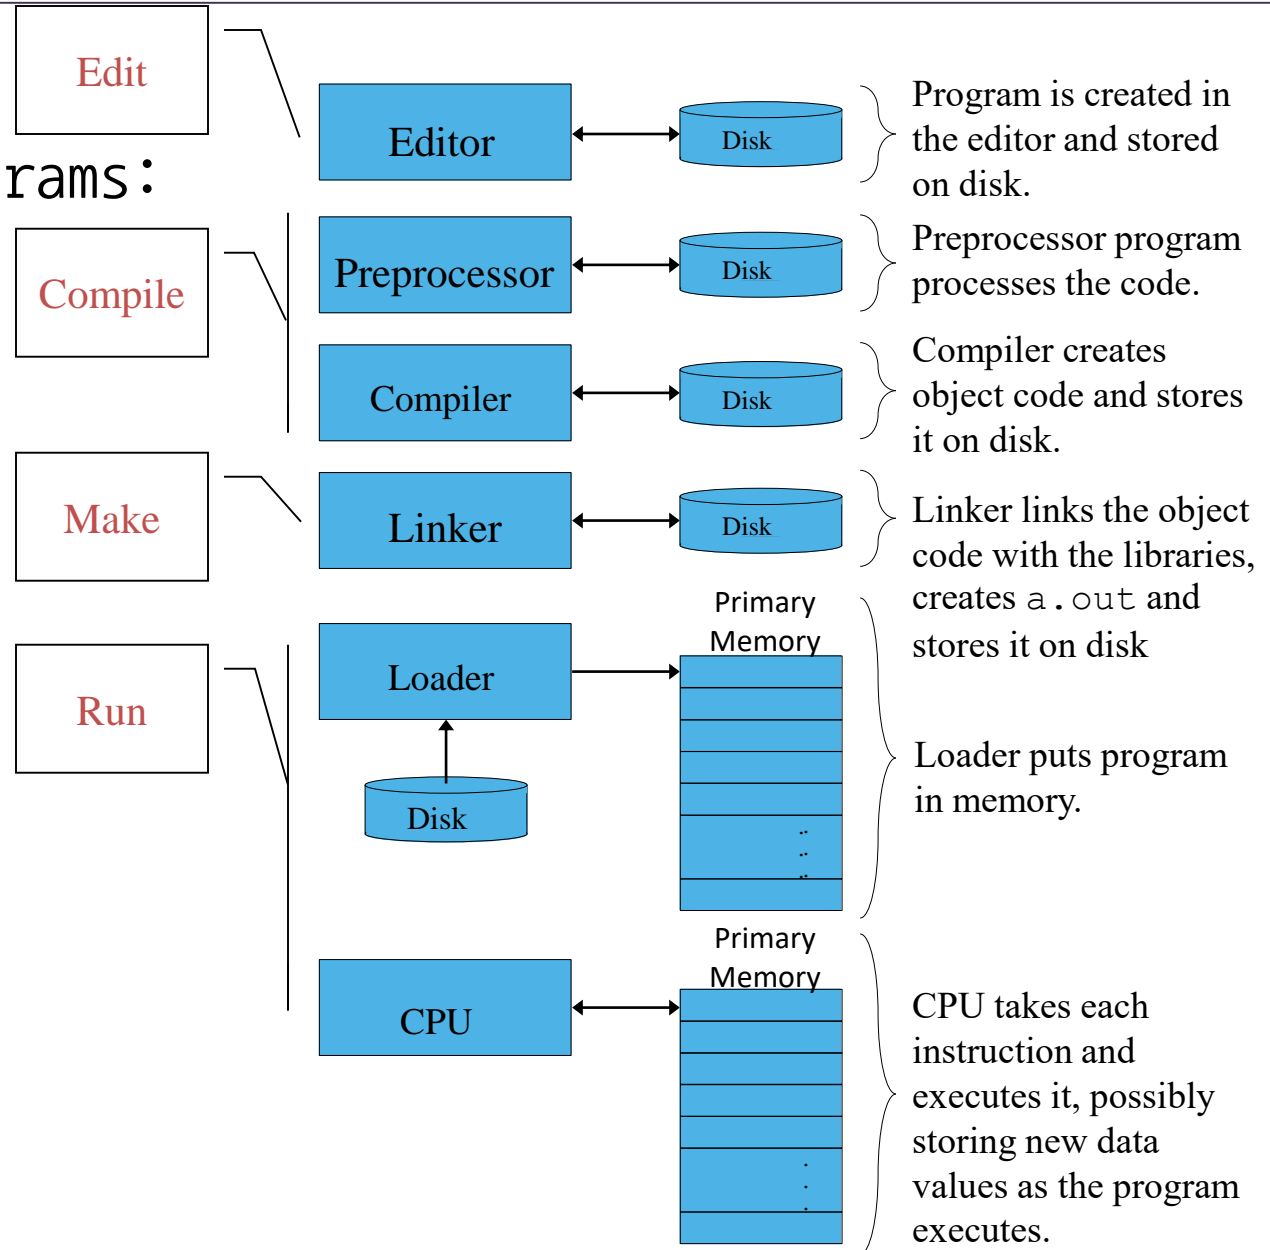 Edit
rams:
Editor
Disk
Program is created in
the editor and stored
on disk.
Compile
Preprocessor
Disk
Preprocessor program
processes the code.
Compiler
Disk
Compiler creates
object code and stores
it on disk.
Make
Linker
Disk
Linker links the object
code with the libraries,
creates a.out and
stores it on disk
Run
Loader
Disk
Primary
Memory
Loader puts program
in memory.
CPU
Primary
Memory
CPU takes each
instruction and
executes it, possibly
storing new data
values as the program
executes.